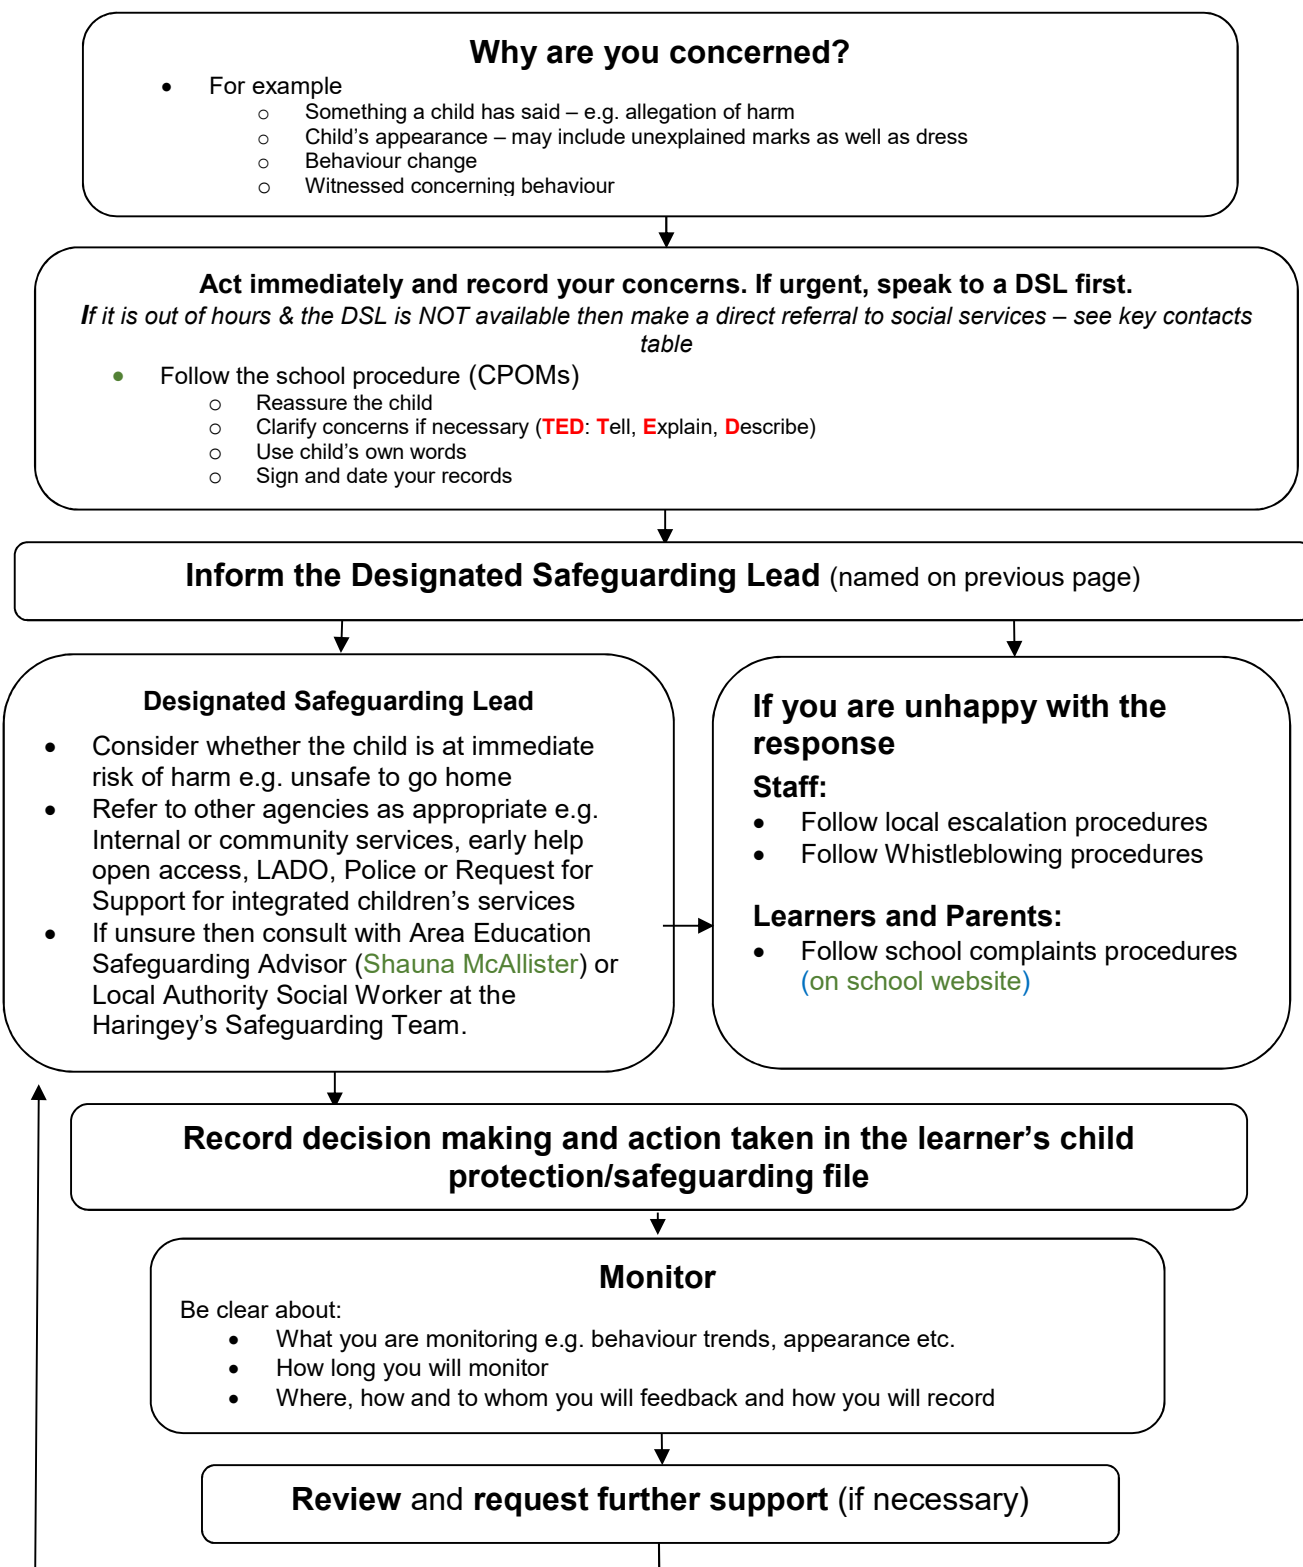 Why are you concerned?
• For example
o Something a child has said – e.g. allegation of harm
o Child's appearance – may include unexplained marks as well as dress
o Behaviour change
o Witnessed concerning behaviour
Act immediately and record your concerns. If urgent, speak to a DSL first.
If it is out of hours & the DSL is NOT available then make a direct referral to social services – see key contacts
table
• Follow the school procedure (CPOMs)
o Reassure the child
o Clarify concerns if necessary (TED: Tell, Explain, Describe)
o Use child's own words
o Sign and date your records
Inform the Designated Safeguarding Lead (named on previous page)
Designated Safeguarding Lead
• Consider whether the child is at immediate
risk of harm e.g. unsafe to go home
• Refer to other agencies as appropriate e.g.
Internal or community services, early help
open access, LADO, Police or Request for
Support for integrated children's services
• If unsure then consult with Area Education
Safeguarding Advisor (Shauna McAllister) or
Local Authority Social Worker at the
Haringey's Safeguarding Team.
If you are unhappy with the
response
Staff:
• Follow local escalation procedures
• Follow Whistleblowing procedures
Learners and Parents:
• Follow school complaints procedures
(on school website)
Record decision making and action taken in the learner's child
protection/safeguarding file
Monitor
Be clear about:
• What you are monitoring e.g. behaviour trends, appearance etc.
• How long you will monitor
• Where, how and to whom you will feedback and how you will record
Review and request further support (if necessary)